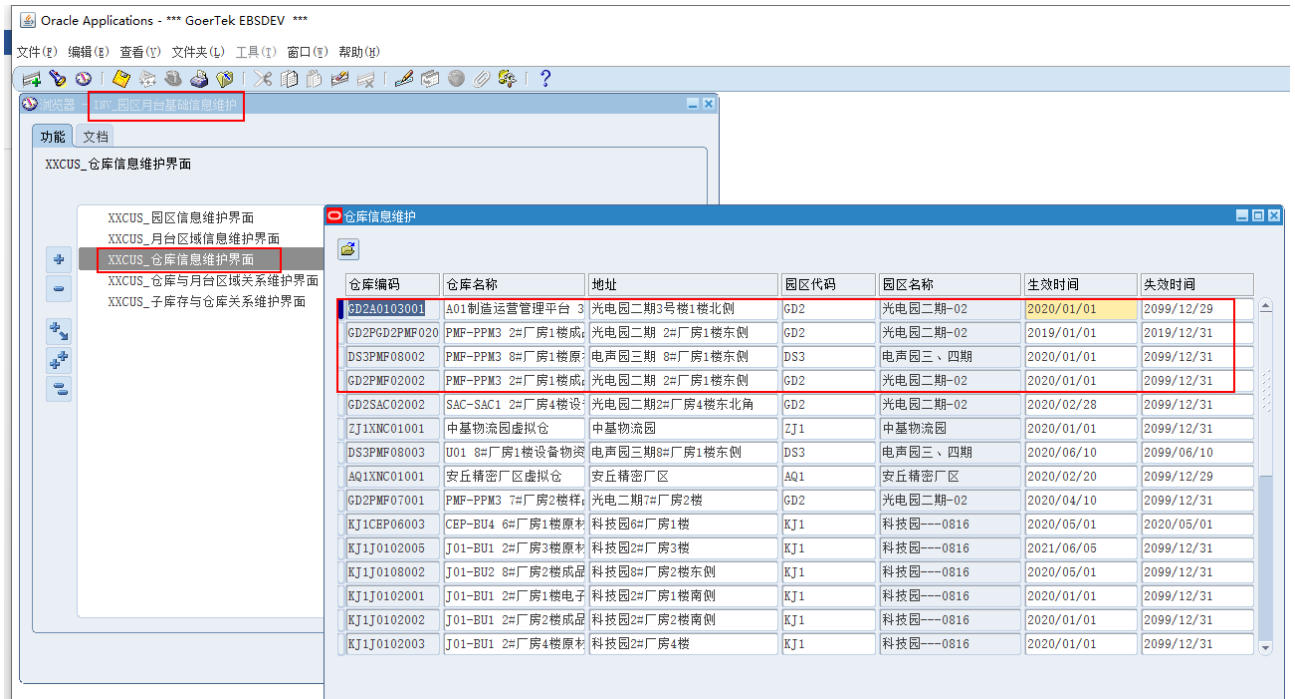 Oracle Applications - *** GoerTek EBSDEV ***
文件(F) 编辑(E) 查看(V) 文件夹(L) 工具(T) 窗口(W) 帮助(H)
浏览器 - INV_园区月台基础信息维护
功能 文档
XXCUS_仓库信息维护界面
XXCUS_园区信息维护界面
XXCUS_月台区域信息维护界面
XXCUS_仓库信息维护界面
XXCUS_仓库与月台区域关系维护界面
XXCUS_子库存与仓库关系维护界面
仓库信息维护
仓库编码 仓库名称 地址 园区代码 园区名称 生效时间 失效时间
GD2A0103001 A01制造运营管理平台 3 光电园二期3号楼1楼北侧 GD2 光电园二期-02 2020/01/01 2099/12/29
GD2PGD2PMF020 PMF-PPM3 2#厂房1楼成 光电园二期 2#厂房1楼东侧 GD2 光电园二期-02 2019/01/01 2019/12/31
DS3PMF08002 PMF-PPM3 8#厂房1楼原 电声园三期 8#厂房1楼东侧 DS3 电声园三、四期 2020/01/01 2099/12/31
GD2PMF02002 PMF-PPM3 2#厂房1楼成 光电园二期 2#厂房1楼东侧 GD2 光电园二期-02 2020/01/01 2099/12/31
GD2SAC02002 SAC-SAC1 2#厂房4楼设 光电园二期2#厂房4楼东北角 GD2 光电园二期-02 2020/02/28 2099/12/31
ZJ1XNC01001 中基物流园虚拟仓 中基物流园 ZJ1 中基物流园 2020/01/01 2099/12/31
DS3PMF08003 U01 8#厂房1楼设备物资 电声园三期8#厂房1楼东侧 DS3 电声园三、四期 2020/06/10 2099/06/10
AQ1XNC01001 安丘精密厂区虚拟仓 安丘精密厂区 AQ1 安丘精密厂区 2020/02/20 2099/12/29
GD2PMF07001 PMF-PPM3 7#厂房2楼样 光电二期7#厂房2楼 GD2 光电园二期-02 2020/04/10 2099/12/31
KJ1CEP06003 CEP-BU4 6#厂房1楼原材 科技园6#厂房1楼 KJ1 科技园---0816 2020/05/01 2020/05/01
KJ1J0102005 J01-BU1 2#厂房3楼原材 科技园2#厂房3楼 KJ1 科技园---0816 2021/06/05 2099/12/31
KJ1J0108002 J01-BU2 8#厂房2楼成品 科技园8#厂房2楼东侧 KJ1 科技园---0816 2020/05/01 2099/12/31
KJ1J0102001 J01-BU1 2#厂房1楼电子 科技园2#厂房1楼南侧 KJ1 科技园---0816 2020/01/01 2099/12/31
KJ1J0102002 J01-BU1 2#厂房2楼成品 科技园2#厂房2楼南侧 KJ1 科技园---0816 2020/01/01 2099/12/31
KJ1J0102003 J01-BU1 2#厂房4楼原材 科技园2#厂房4楼 KJ1 科技园---0816 2020/01/01 2099/12/31